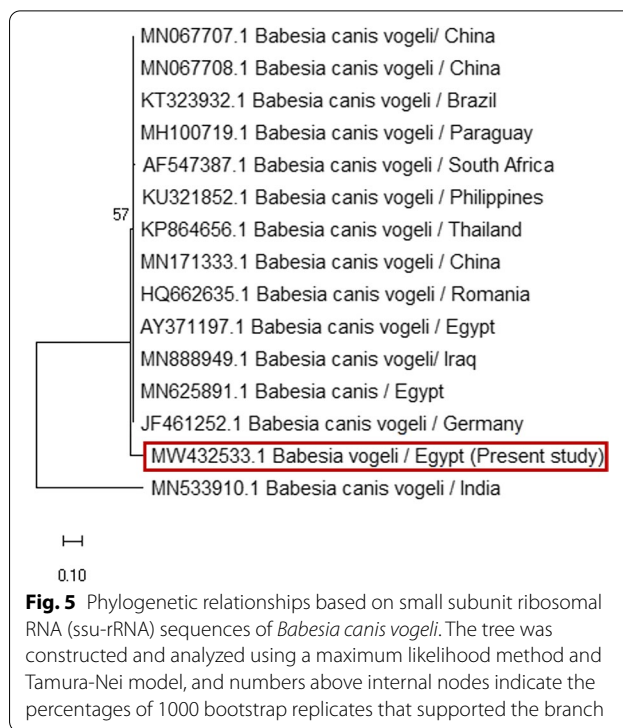 MN067707.1 Babesia canis vogeli/ China
MN067708.1 Babesia canis vogeli / China
KT323932.1 Babesia canis vogeli / Brazil
MH100719.1 Babesia canis vogeli / Paraguay
AF547387.1 Babesia canis vogeli / South Africa
KU321852.1 Babesia canis vogeli / Philippines
57
KP864656.1 Babesia canis vogeli / Thailand
MN171333.1 Babesia canis vogeli / China
HQ662635.1 Babesia canis vogeli / Romania
AY371197.1 Babesia canis vogeli / Egypt
MN888949.1 Babesia canis vogeli/ Iraq
MN625891.1 Babesia canis / Egypt
JF461252.1 Babesia canis vogeli / Germany
MW432533.1 Babesia vogeli / Egypt (Present study)
MN533910.1 Babesia canis vogeli / India
0.10
Fig. 5 Phylogenetic relationships based on small subunit ribosomal
RNA (ssu-rRNA) sequences of Babesia canis vogeli. The tree was
constructed and analyzed using a maximum likelihood method and
Tamura-Nei model, and numbers above internal nodes indicate the
percentages of 1000 bootstrap replicates that supported the branch